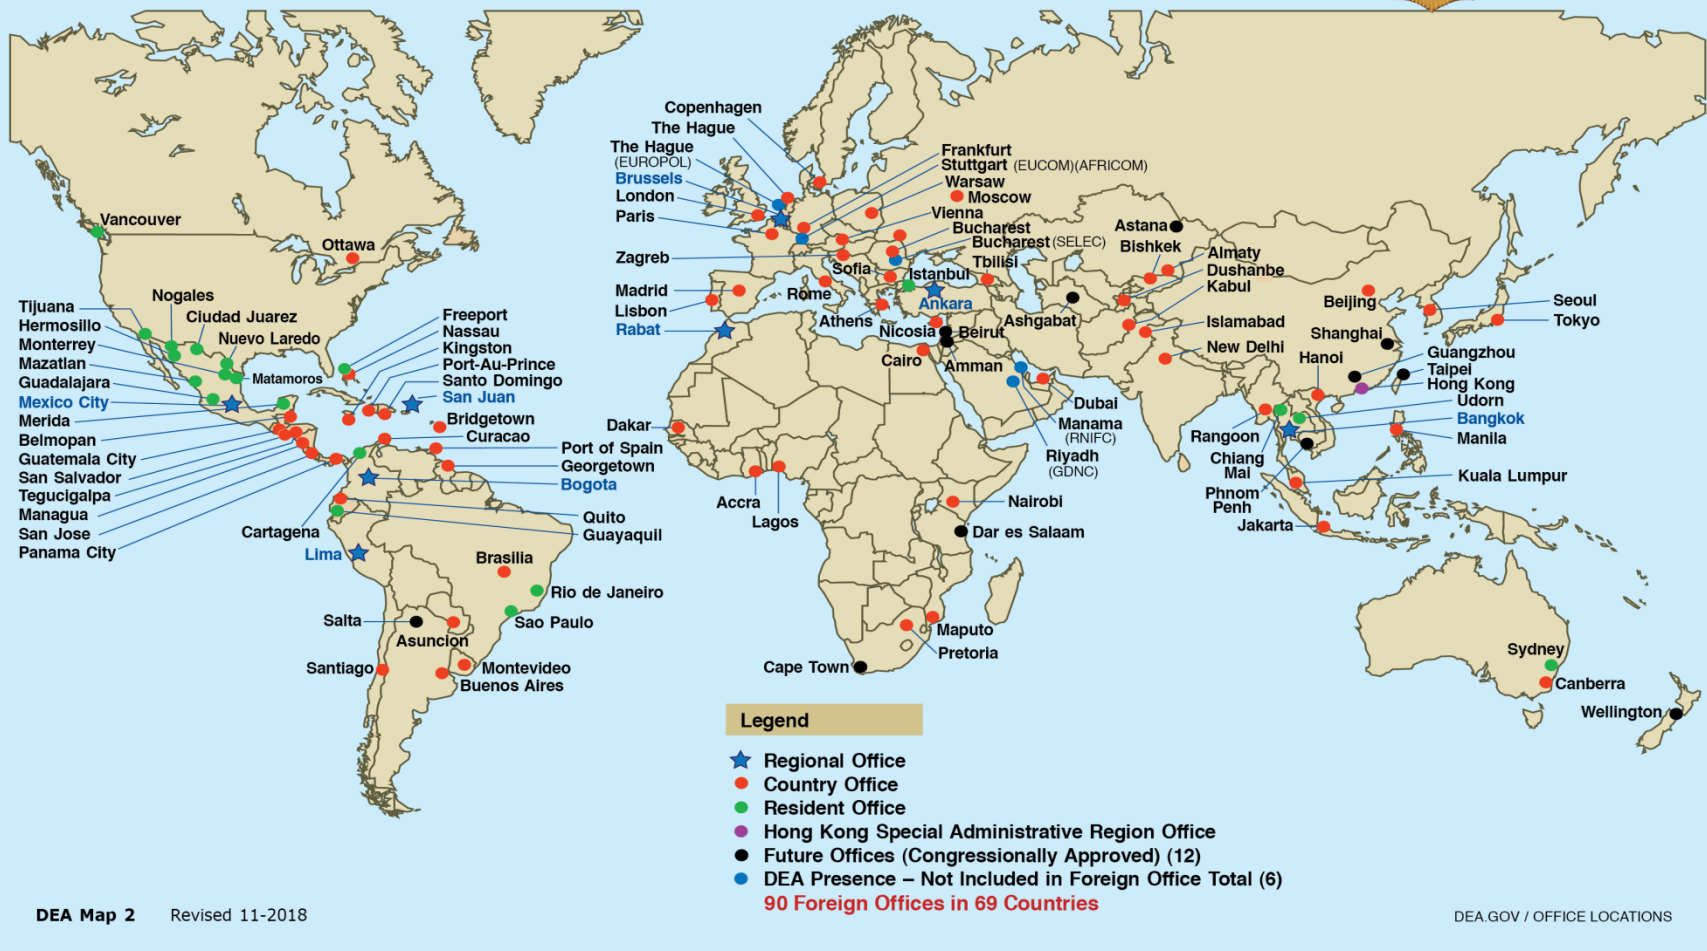 Vancouver
Ottawa
Tijuana
Hermosillo
Monterrey
Mazatlan
Guadalajara
Mexico City
Merida
Belmopan
Guatemala City
San Salvador
Tegucigalpa
Managua
San Jose
Panama City
Nogales
Ciudad Juarez
Nuevo Laredo
Matamoros
Freeport
Nassau
Kingston
Port-Au-Prince
Santo Domingo
San Juan
Bridgetown
Curacao
Port of Spain
Georgetown
Bogota
Quito
Guayaquil
Cartagena
Lima
Brasilia
Rio de Janeiro
Sao Paulo
Salta
Asuncion
Santiago
Montevideo
Buenos Aires
Copenhagen
The Hague
The Hague
(EUROPOL)
Brussels
London
Paris
Zagreb
Madrid
Lisbon
Rabat
Frankfurt
Stuttgart (EUCOM)(AFRICOM)
Warsaw
Moscow
Vienna
Bucharest
Bucharest (SELEC)
Tbilisi
Sofia
Istanbul
Rome
Ankara
Athens
Nicosia
Beirut
Cairo
Amman
Dubai
Manama
(RNIFC)
Riyadh
(GDNC)
Dakar
Accra
Lagos
Nairobi
Dar es Salaam
Maputo
Pretoria
Cape Town
Astana
Bishkek
Almaty
Dushanbe
Kabul
Ashgabat
Islamabad
New Delhi
Beijing
Shanghai
Hanoi
Seoul
Tokyo
Guangzhou
Taipei
Hong Kong
Udorn
Bangkok
Manila
Rangoon
Chiang
Mai
Phnom
Penh
Kuala Lumpur
Jakarta
Sydney
Canberra
Wellington
Legend
Regional Office
Country Office
Resident Office
Hong Kong Special Administrative Region Office
Future Offices (Congressionally Approved) (12)
DEA Presence – Not Included in Foreign Office Total (6)
90 Foreign Offices in 69 Countries
DEA Map 2 Revised 11-2018
DEA.GOV / OFFICE LOCATIONS